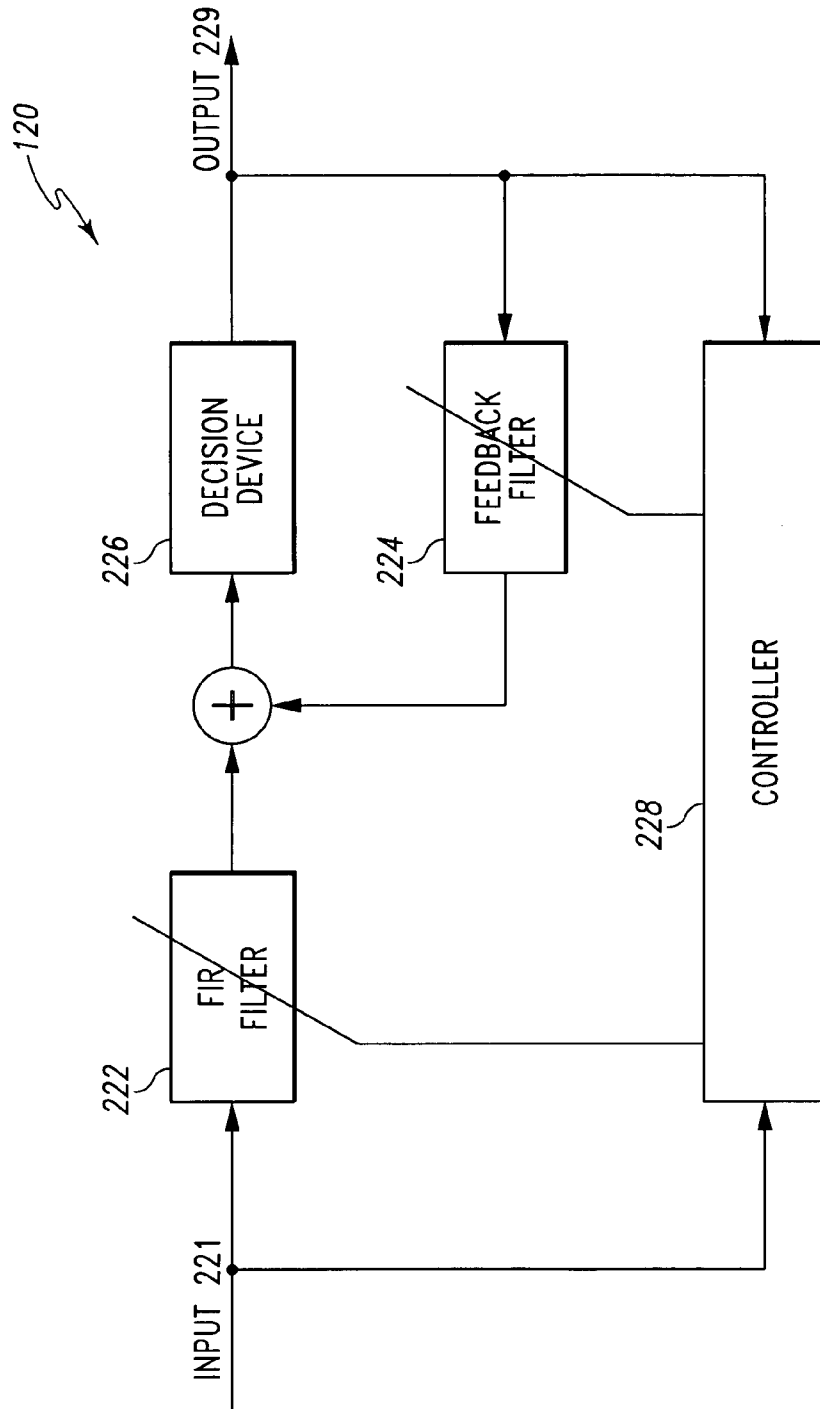 120
INPUT 221
222
FIR
FILTER
+
226
DECISION
DEVICE
OUTPUT 229
224
FEEDBACK
FILTER
228
CONTROLLER